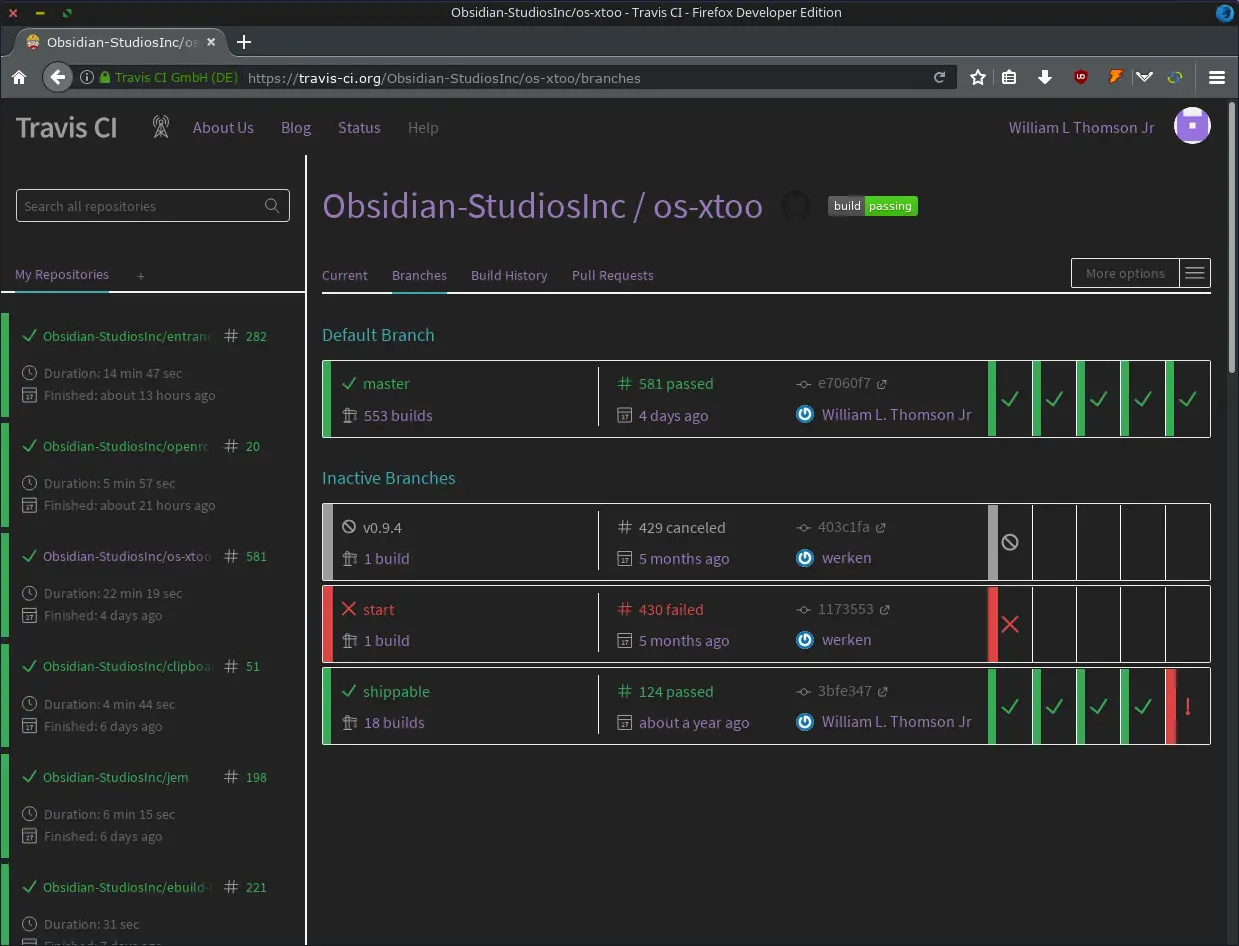 Obsidian-StudiosInc/os-xtoo - Travis CI - Firefox Developer Edition
Obsidian-StudiosInc/os
Travis CI GmbH (DE) https://travis-ci.org/Obsidian-StudiosInc/os-xtoo/branches
Travis CI About Us Blog Status Help William L Thomson Jr
Search all repositories
My Repositories +
Obsidian-StudiosInc/entran # 282
Duration: 14 min 47 sec
Finished: about 13 hours ago
Obsidian-StudiosInc/openrc # 20
Duration: 5 min 57 sec
Finished: about 21 hours ago
Obsidian-StudiosInc/os-xtoo # 581
Duration: 22 min 19 sec
Finished: 4 days ago
Obsidian-StudiosInc/clipboa # 51
Duration: 4 min 44 sec
Finished: 6 days ago
Obsidian-StudiosInc/jem # 198
Duration: 6 min 15 sec
Finished: 6 days ago
Obsidian-StudiosInc/ebuild- # 221
Duration: 31 sec
Finished: 7 days ago
Obsidian-StudiosInc / os-xtoo build passing
Current Branches Build History Pull Requests More options
Default Branch
master # 581 passed e7060f7
553 builds 27 4 days ago William L. Thomson Jr
Inactive Branches
v0.9.4 # 429 canceled 403c1fa
1 build 27 5 months ago werken
start # 430 failed 1173553
1 build 27 5 months ago werken
shippable # 124 passed 3bfe347
18 builds 27 about a year ago William L. Thomson Jr